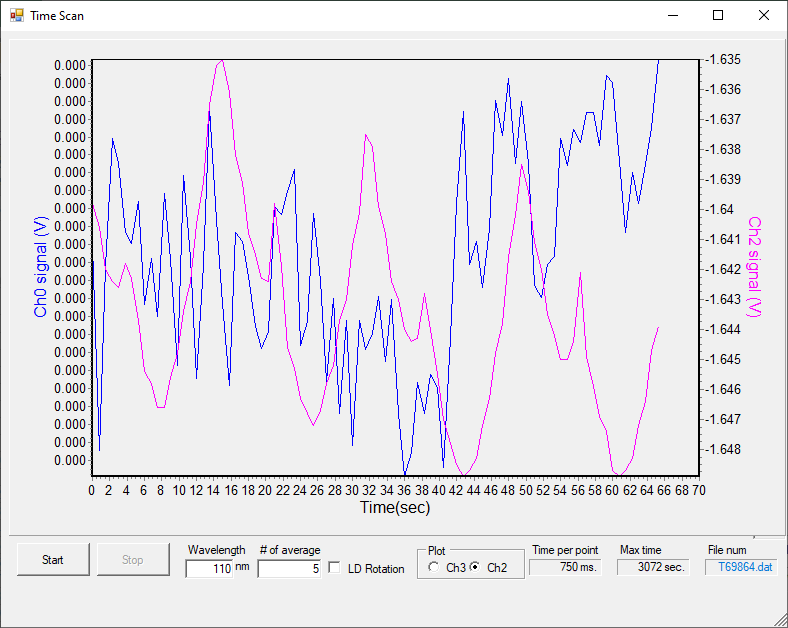 Time Scan
0.000 -1.635
0.000 -1.636
0.000 -1.637
0.000 -1.638
0.000 -1.639
0.000 -1.64
0.000 -1.641
0.000 -1.642
0.000 -1.643
0.000 -1.644
0.000 -1.645
0.000 -1.646
0.000 -1.647
0.000 -1.648
0.000
0.000
0.000
0.000
0.000
0.000
0.000
0.000
0.000
Ch0 signal (V)
Ch2 signal (V)
0 2 4 6 8 10 12 14 16 18 20 22 24 26 28 30 32 34 36 38 40 42 44 46 48 50 52 54 56 58 60 62 64 66 68 70
Time(sec)
Start
Stop
Wavelength
110 nm
# of average
5
LD Rotation
Plot
Ch3 Ch2
Time per point
750 ms.
Max time
3072 sec.
File num
T69864.dat